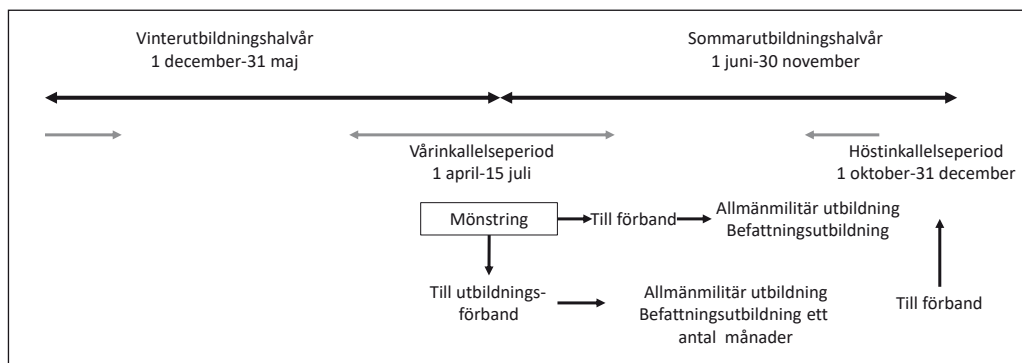 Vinterutbildningshalvår
1 december-31 maj
Sommarutbildningshalvår
1 juni-30 november
Vårinkallelseperiod
1 april-15 juli
Höstinkallelseperiod
1 oktober-31 december
Mönstring
Till förband
Allmänmilitär utbildning
Befattningsutbildning
Till utbildnings-
förband
Allmänmilitär utbildning
Befattningsutbildning ett
antal månader
Till förband